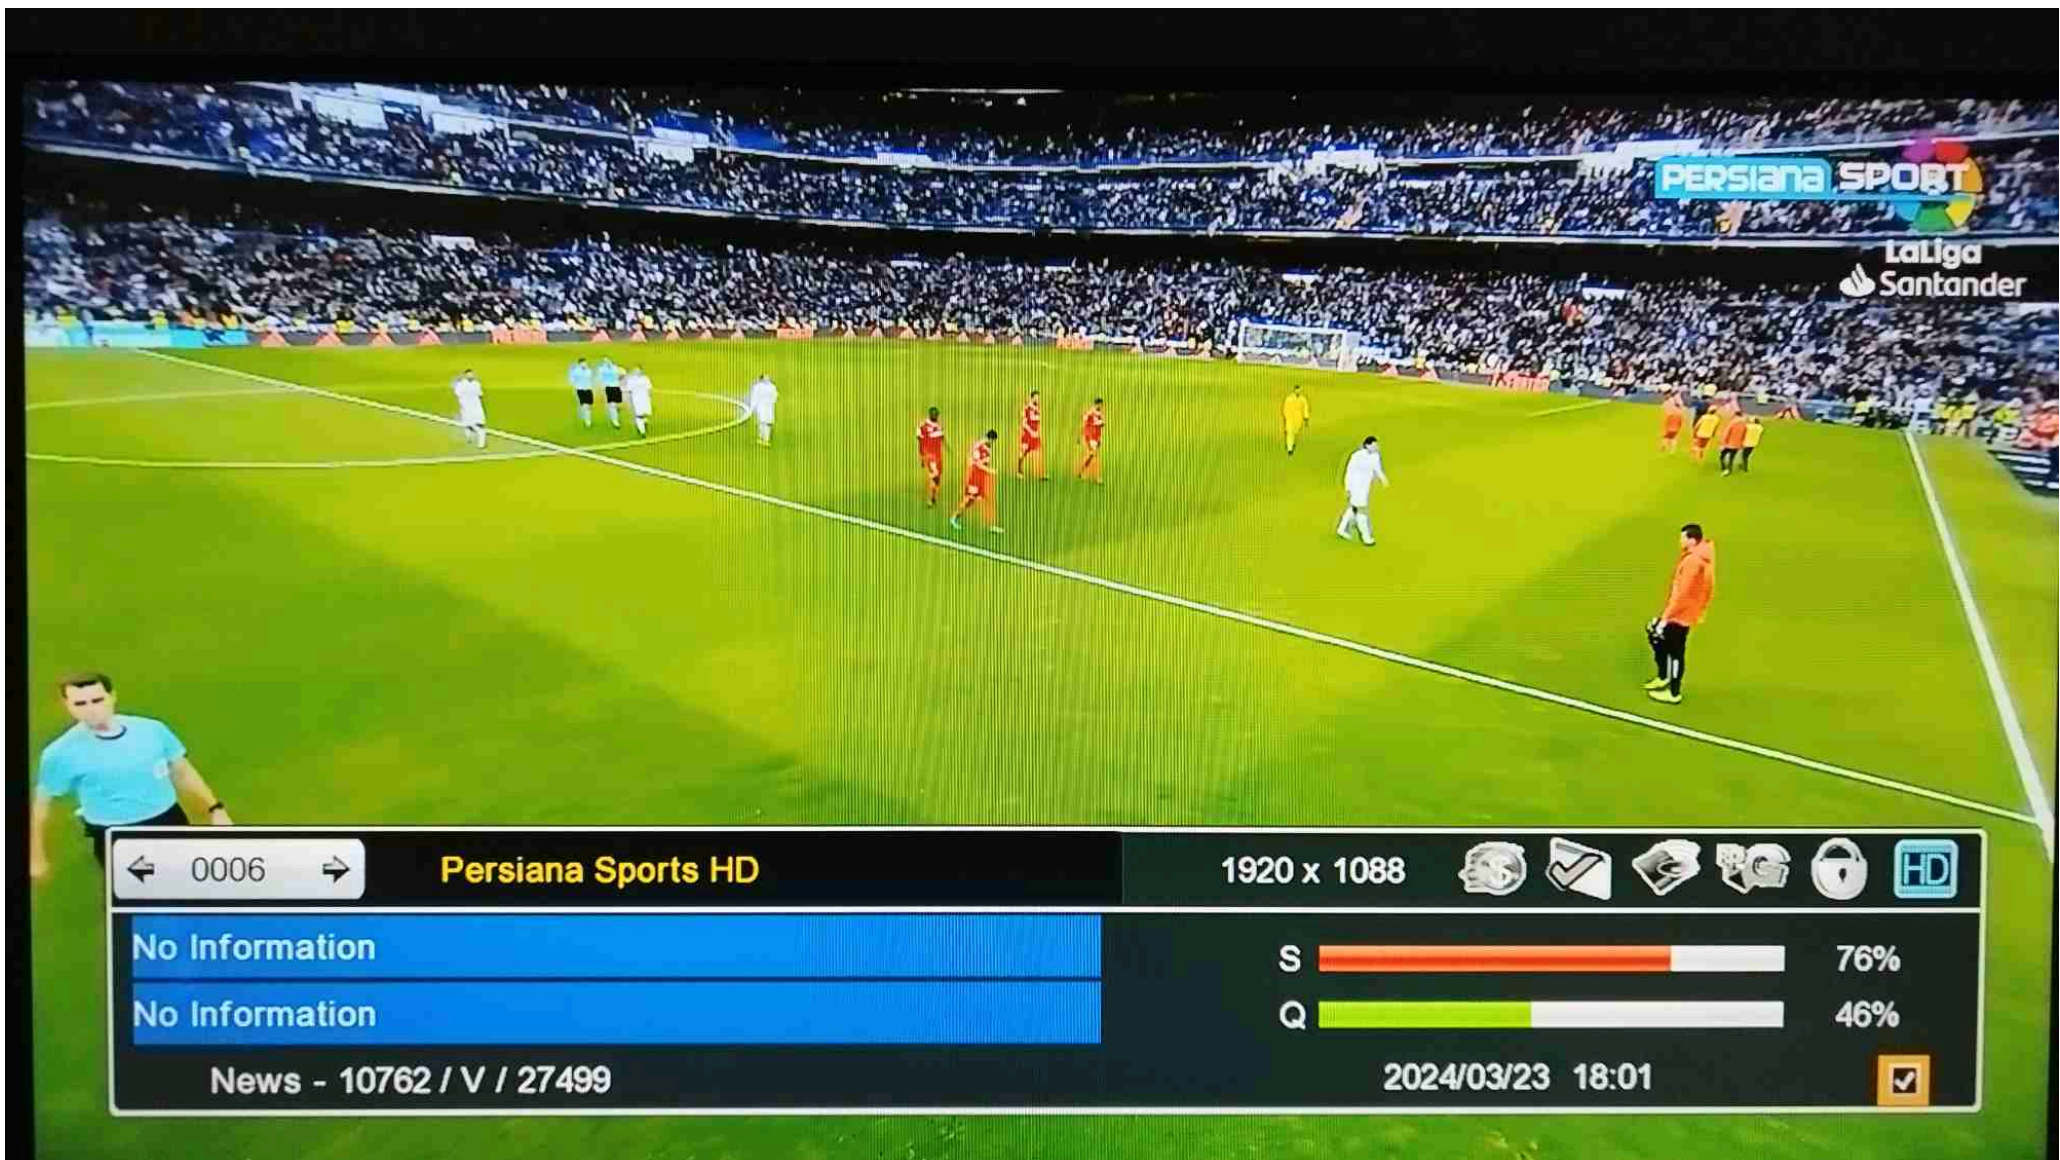 PERSIANA SPORT
LaLiga
Santander
0006
Persiana Sports HD
1920 x 1088
HD
No Information
S
76%
No Information
Q
46%
News - 10762 / V / 27499
2024/03/23 18:01